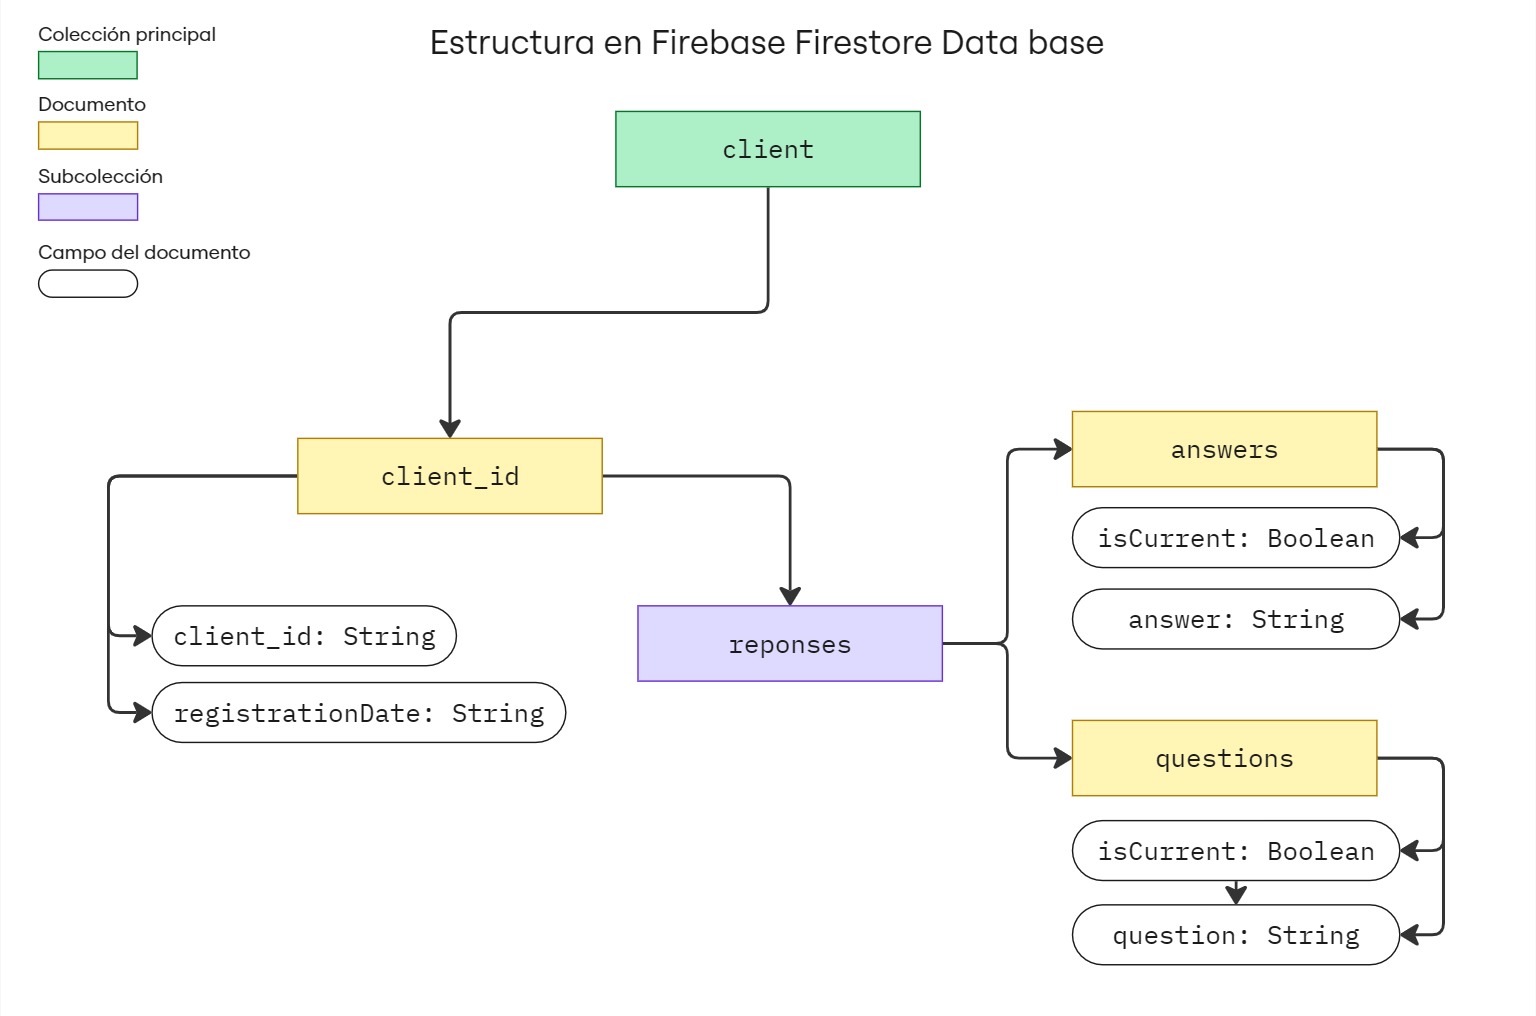 Estructura en Firebase Firestore Data base
Colección principal
Documento
Subcolección
Campo del documento
client
client_id
client_id: String
registrationDate: String
reponses
answers
isCurrent: Boolean
answer: String
questions
isCurrent: Boolean
question: String